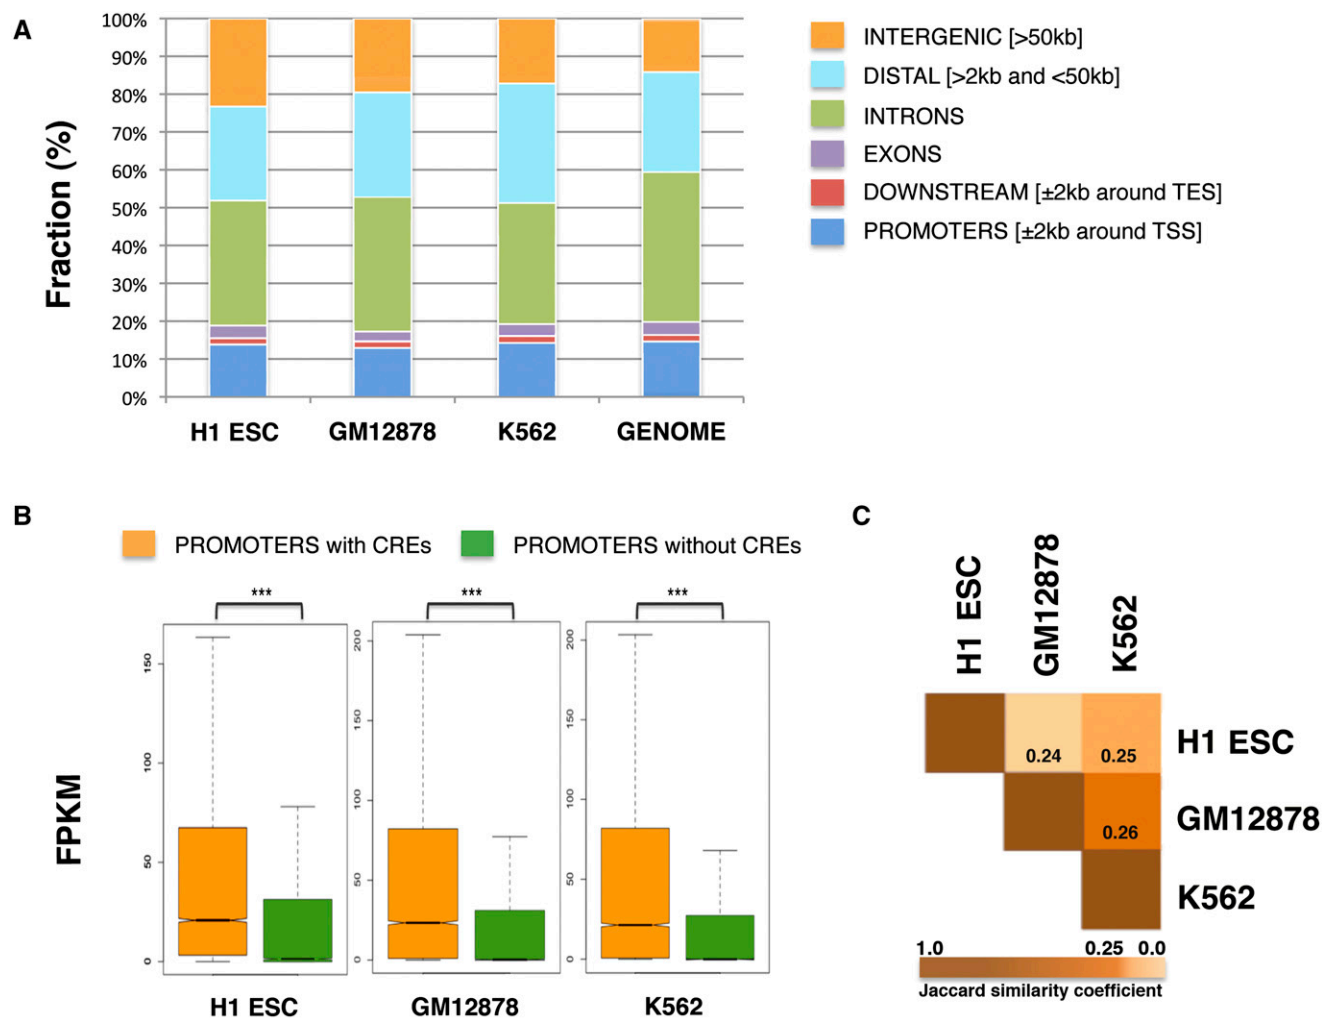 A
100%
90%
80%
70%
60%
50%
40%
30%
20%
10%
0%
Fraction (%)
H1 ESC
GM12878
K562
GENOME
INTERGENIC [>50kb]
DISTAL [>2kb and <50kb]
INTRONS
EXONS
DOWNSTREAM [±2kb around TES]
PROMOTERS [±2kb around TSS]
B
PROMOTERS with CREs
PROMOTERS without CREs
FPKM
***
150
100
50
0
H1 ESC
***
200
150
100
50
0
GM12878
***
200
150
100
50
0
K562
C
H1 ESC
GM12878
K562
0.24
0.25
H1 ESC
0.26
GM12878
K562
1.0 0.25 0.0
Jaccard similarity coefficient